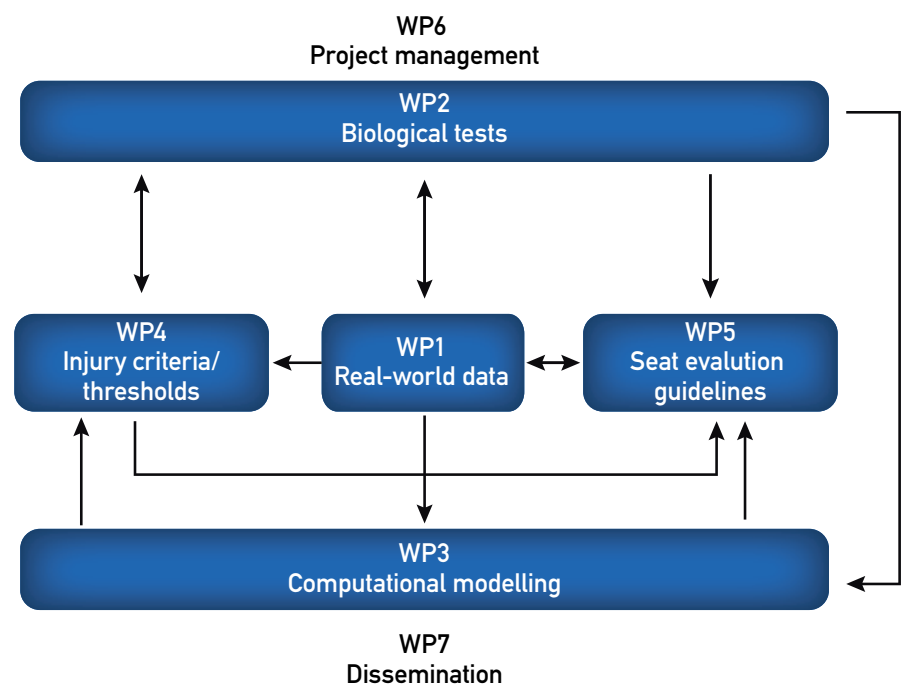 WP6
Project management
WP2
Biological tests
WP4
Injury criteria/
thresholds
WP1
Real-world data
WP5
Seat evalution
guidelines
WP3
Computational modelling
WP7
Dissemination